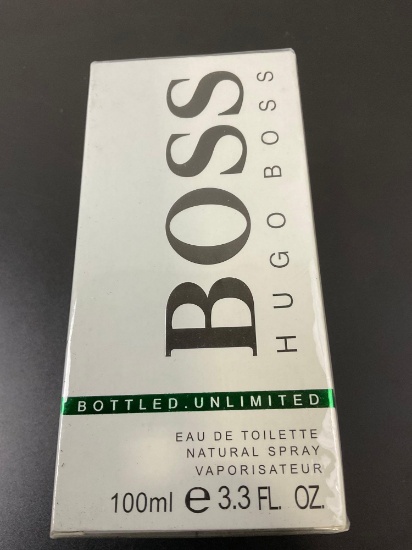 BOSS
HUGO BOSS
BOTTLED.UNLIMITED
EAU DE TOILETTE
NATURAL SPRAY
VAPORISATEUR
100ml ℮ 3.3 FL. OZ.